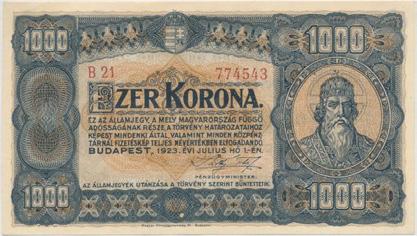 1000 1000
B 21 774543
EZER KORONA.
EZ AZ ÁLLAMJEGY, A MELY MAGYARORSZÁG FÜGGŐ
ADÓSSÁGÁNAK RÉSZE A TÖRVÉNY HATÁROZATAIHOZ
KÉPEST MINDENKI ÁLTAL, VALAMINT MINDEN KÖZPÉNZ-
TÁRNÁL FIZETÉSKÉP TELJES NÉVÉRTÉKBEN ELFOGADANDÓ.
BUDAPEST, 1923. ÉVI JÚLIUS HÓ 1.-ÉN.
PÉNZÜGYMINISTER.
AZ ÁLLAMJEGYEK UTÁNZÁSA A TÖRVÉNY SZERINT BÜNTETTETIK.
1000 1000